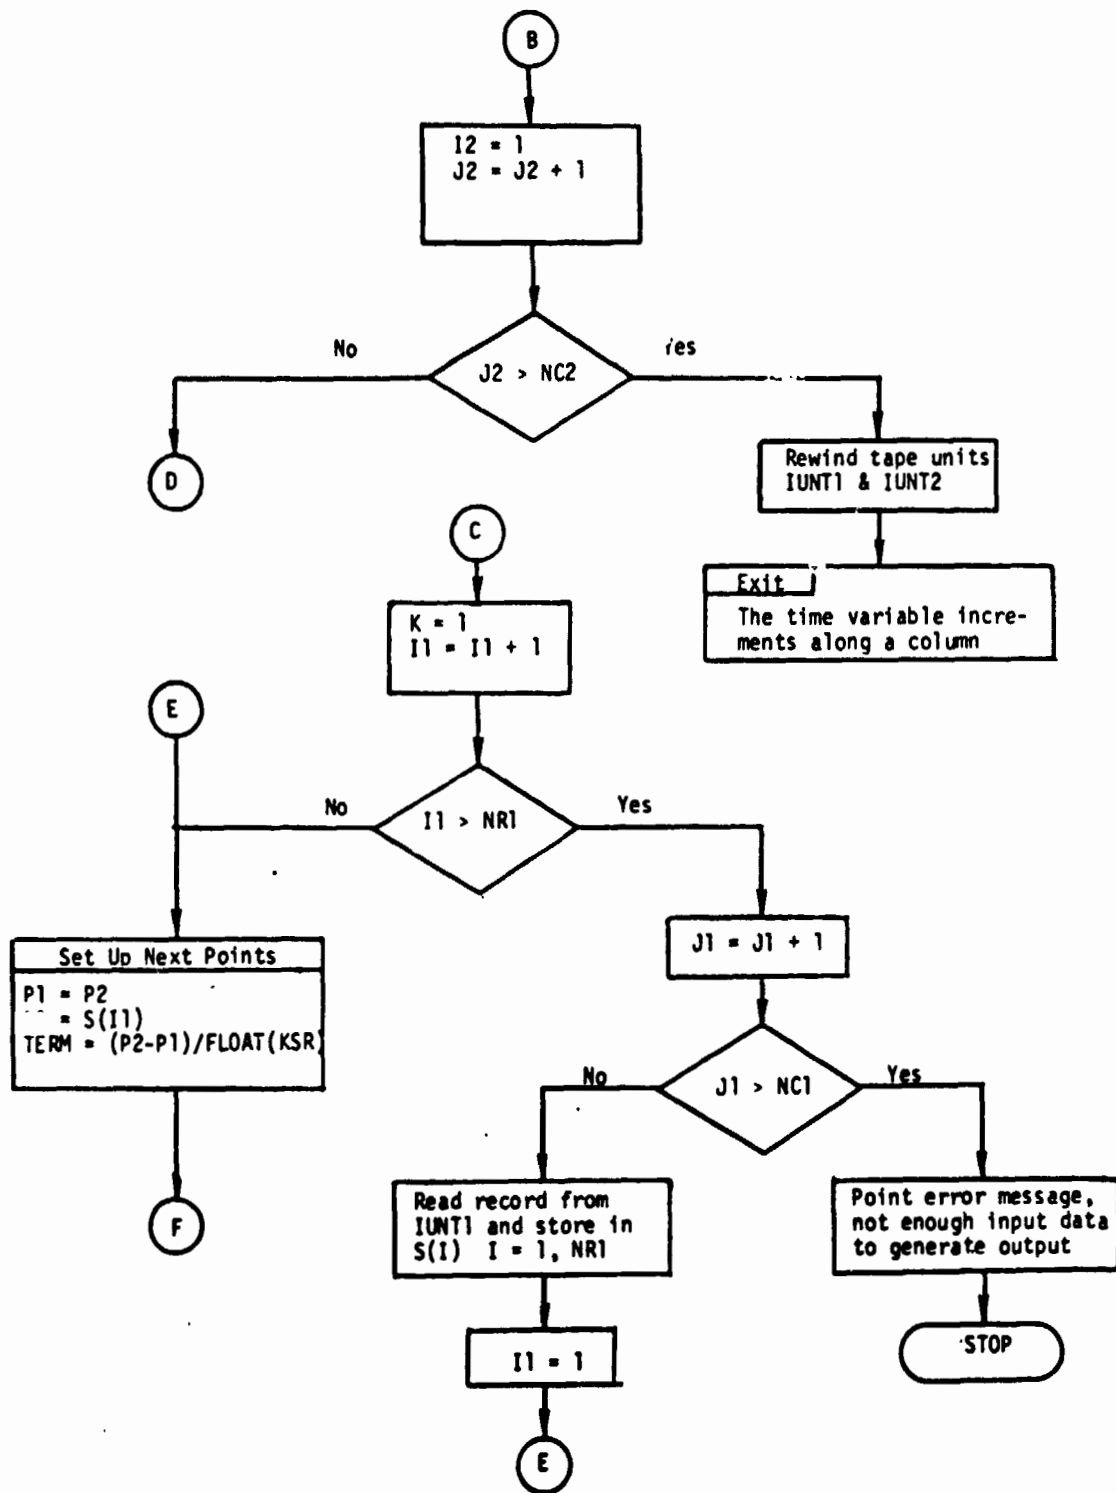 B
I2 = 1
J2 = J2 + 1
No
Yes
J2 > NC2
D
Rewind tape units
IUNT1 & IUNT2
Exit
The time variable incre-
ments along a column
C
K = 1
I1 = I1 + 1
E
No
Yes
I1 > NR1
Set Up Next Points
P1 = P2
= S(I1)
TERM = (P2-P1)/FLOAT(KSR)
F
J1 = J1 + 1
No
Yes
J1 > NC1
Read record from
IUNT1 and store in
S(I) I = 1, NR1
Point error message,
not enough input data
to generate output
I1 = 1
STOP
E